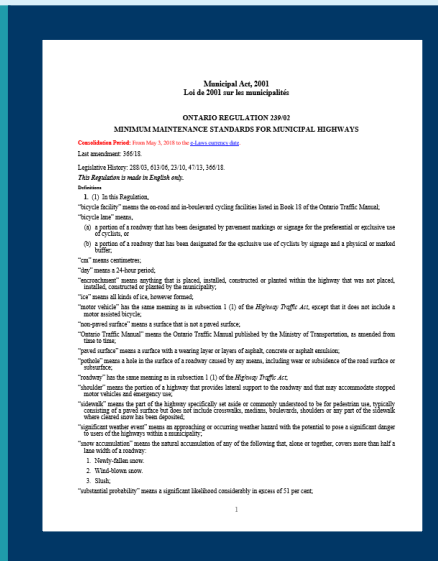 Municipal Act, 2001
Loi de 2001 sur les municipalités
ONTARIO REGULATION 239/02
MINIMUM MAINTENANCE STANDARDS FOR MUNICIPAL HIGHWAYS
Consolidation Period: From May 3, 2018 to the e-Laws currency date.
Last amendment: 366/18.
Legislative History: 288/03, 613/06, 23/10, 47/13, 366/18.
This Regulation is made in English only.
Definitions
1. (1) In this Regulation,
“bicycle facility” means the on-road and in-boulevard cycling facilities listed in Book 18 of the Ontario Traffic Manual;
“bicycle lane” means,
(a) a portion of a roadway that has been designated by pavement markings or signage for the preferential or exclusive use
of cyclists, or
(b) a portion of a roadway that has been designated for the exclusive use of cyclists by signage and a physical or marked
buffer;
“cm” means centimetres;
“day” means a 24-hour period;
“encroachment” means anything that is placed, installed, constructed or planted within the highway that was not placed,
installed, constructed or planted by the municipality;
“ice” means all kinds of ice, however formed;
“motor vehicle” has the same meaning as in subsection 1 (1) of the Highway Traffic Act, except that it does not include a
motor assisted bicycle;
“non-paved surface” means a surface that is not a paved surface;
“Ontario Traffic Manual” means the Ontario Traffic Manual published by the Ministry of Transportation, as amended from
time to time;
“paved surface” means a surface with a wearing layer or layers of asphalt, concrete or asphalt emulsion;
“pothole” means a hole in the surface of a roadway caused by any means, including wear or subsidence of the road surface or
subsurface;
“roadway” has the same meaning as in subsection 1 (1) of the Highway Traffic Act;
“shoulder” means the portion of a highway that provides lateral support to the roadway and that may accommodate stopped
motor vehicles and emergency use;
“sidewalk” means the part of the highway specifically set aside or commonly understood to be for pedestrian use, typically
consisting of a paved surface but does not include crosswalks, medians, boulevards, shoulders or any part of the sidewalk
where cleared snow has been deposited;
“significant weather event” means an approaching or occurring weather hazard with the potential to pose a significant danger
to users of the highways within a municipality;
“snow accumulation” means the natural accumulation of any of the following that, alone or together, covers more than half a
lane width of a roadway:
1. Newly-fallen snow.
2. Wind-blown snow.
3. Slush;
“substantial probability” means a significant likelihood considerably in excess of 51 per cent;
1